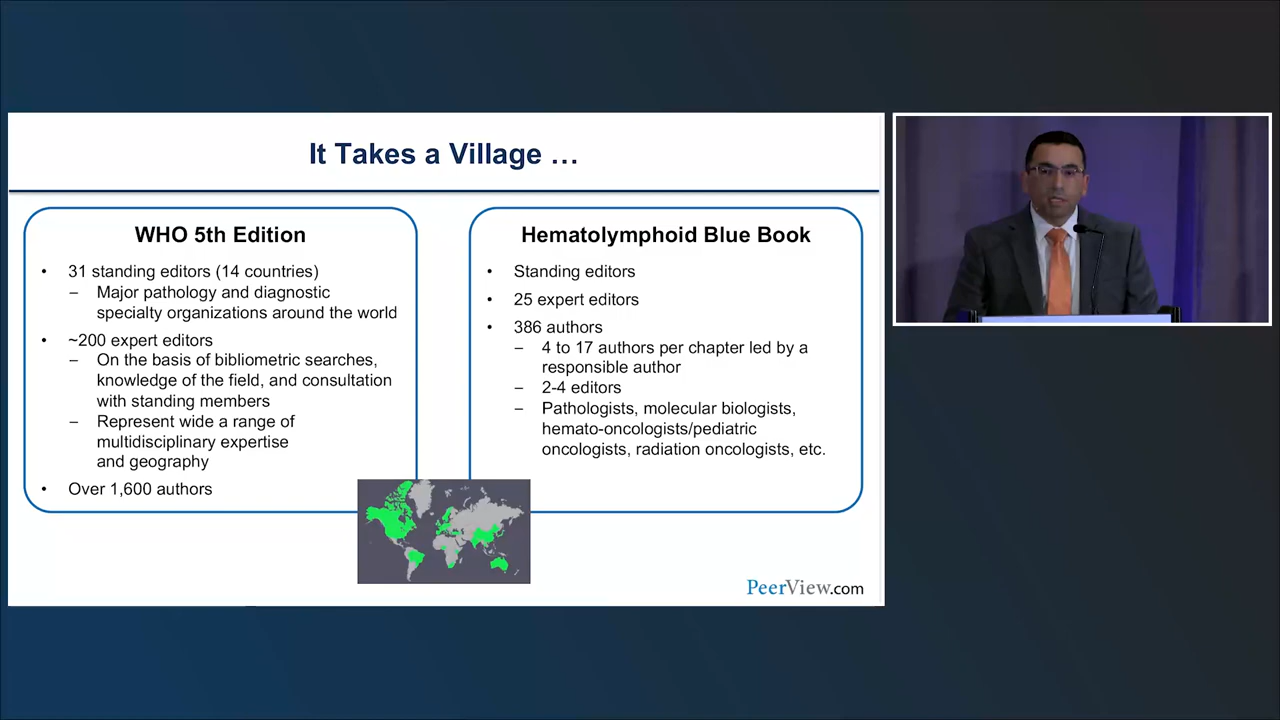 It Takes a Village …
WHO 5th Edition
• 31 standing editors (14 countries)
– Major pathology and diagnostic
specialty organizations around the world
• ~200 expert editors
– On the basis of bibliometric searches,
knowledge of the field, and consultation
with standing members
– Represent wide a range of
multidisciplinary expertise
and geography
• Over 1,600 authors
Hematolymphoid Blue Book
• Standing editors
• 25 expert editors
• 386 authors
– 4 to 17 authors per chapter led by a
responsible author
– 2-4 editors
– Pathologists, molecular biologists,
hemato-oncologists/pediatric
oncologists, radiation oncologists, etc.
PeerView.com